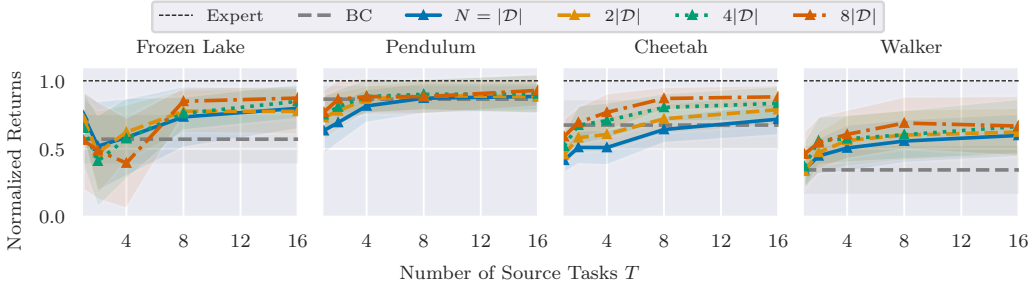 Expert BC N = |𝒟| 2|𝒟| 4|𝒟| 8|𝒟|
Frozen Lake Pendulum Cheetah Walker
Normalized Returns
1.0
0.5
0.0
4 8 12 16 4 8 12 16 4 8 12 16 4 8 12 16
Number of Source Tasks T